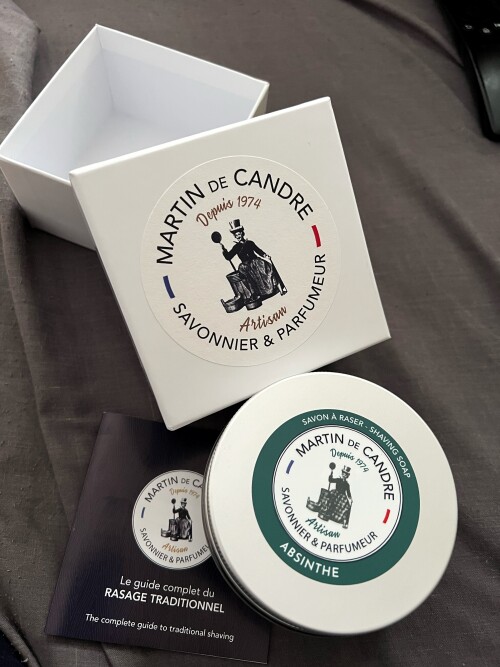 MARTIN DE CANDRE
Depuis 1974
Artisan
SAVONNIER & PARFUMEUR
SAVON À RASER - SHAVING SOAP
MARTIN DE CANDRE
Depuis 1974
Artisan
SAVONNIER & PARFUMEUR
ABSINTHE
MARTIN DE CA
Depuis 1974
Artisan
SAVONNIER & PARFUMEU
Le guide complet du
RASAGE TRADITIONNEL
The complete guide to traditional shaving